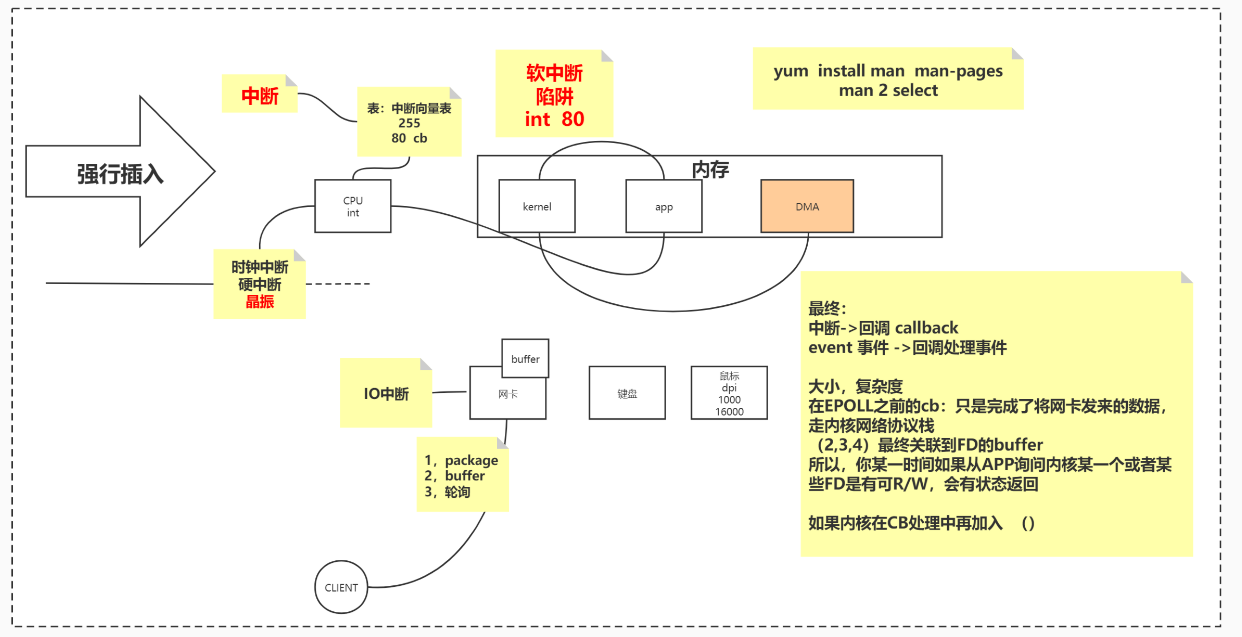 强行插入
中断
表：中断向量表
255
80  cb
软中断
陷阱
int  80
yum  install man  man-pages
man 2 select
CPU
int
内存
kernel
app
DMA
时钟中断
硬中断
晶振
最终：
中断->回调 callback
event 事件 ->回调处理事件
大小，复杂度
在EPOLL之前的cb：只是完成了将网卡发来的数据，
走内核网络协议栈
（2,3,4）最终关联到FD的buffer
所以，你某一时间如果从APP询问内核某一个或者某
些FD是有可R/W，会有状态返回
如果内核在CB处理中再加入 （）
IO中断
buffer
网卡
键盘
鼠标
dpi
1000
16000
1，package
2，buffer
3，轮询
CLIENT